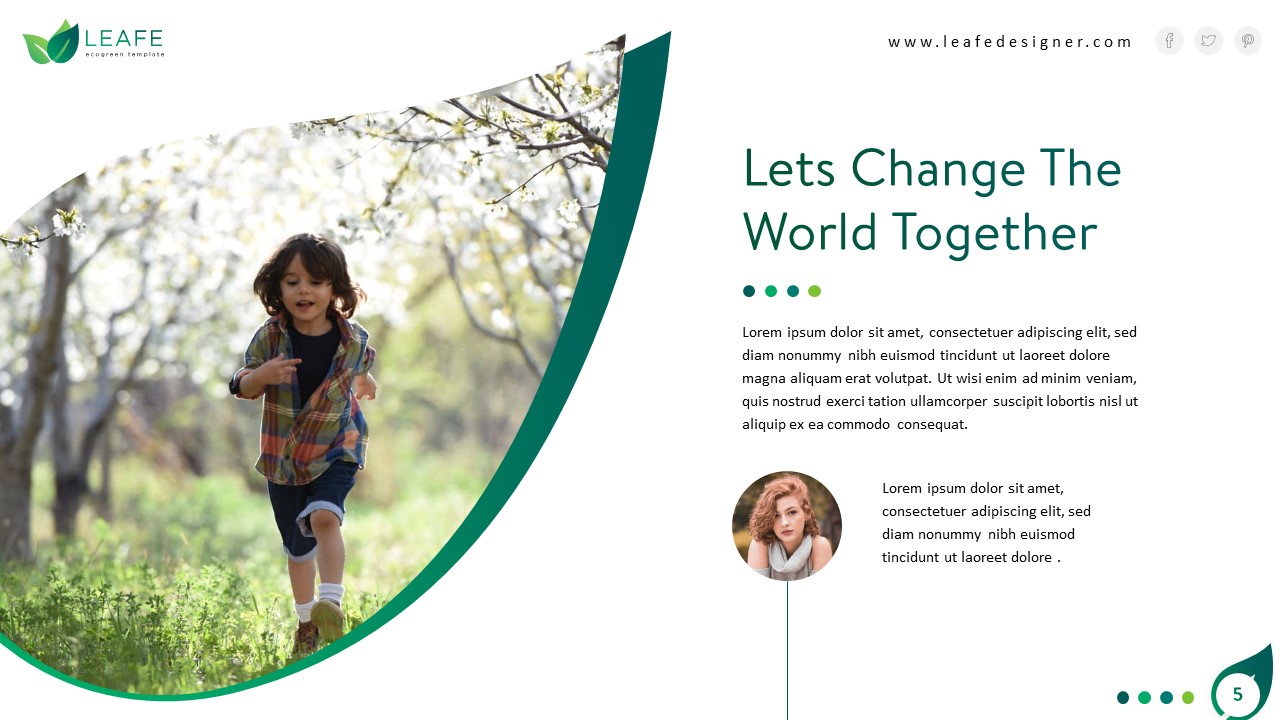 LEAFE
ecogreen template
www.leafedesigner.com
Lets Change The
World Together
Lorem ipsum dolor sit amet, consectetuer adipiscing elit, sed
diam nonummy nibh euismod tincidunt ut laoreet dolore
magna aliquam erat volutpat. Ut wisi enim ad minim veniam,
quis nostrud exerci tation ullamcorper suscipit lobortis nisl ut
aliquip ex ea commodo consequat.
Lorem ipsum dolor sit amet,
consectetuer adipiscing elit, sed
diam nonummy nibh euismod
tincidunt ut laoreet dolore .
5